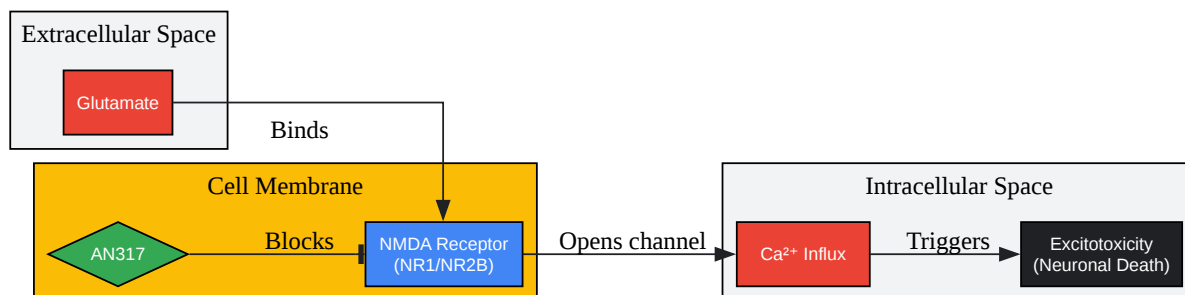 Extracellular Space
Glutamate
Binds
Cell Membrane
Intracellular Space
AN317
Blocks
NMDA Receptor
(NR1/NR2B)
Opens channel
Ca²⁺ Influx
Triggers
Excitotoxicity
(Neuronal Death)